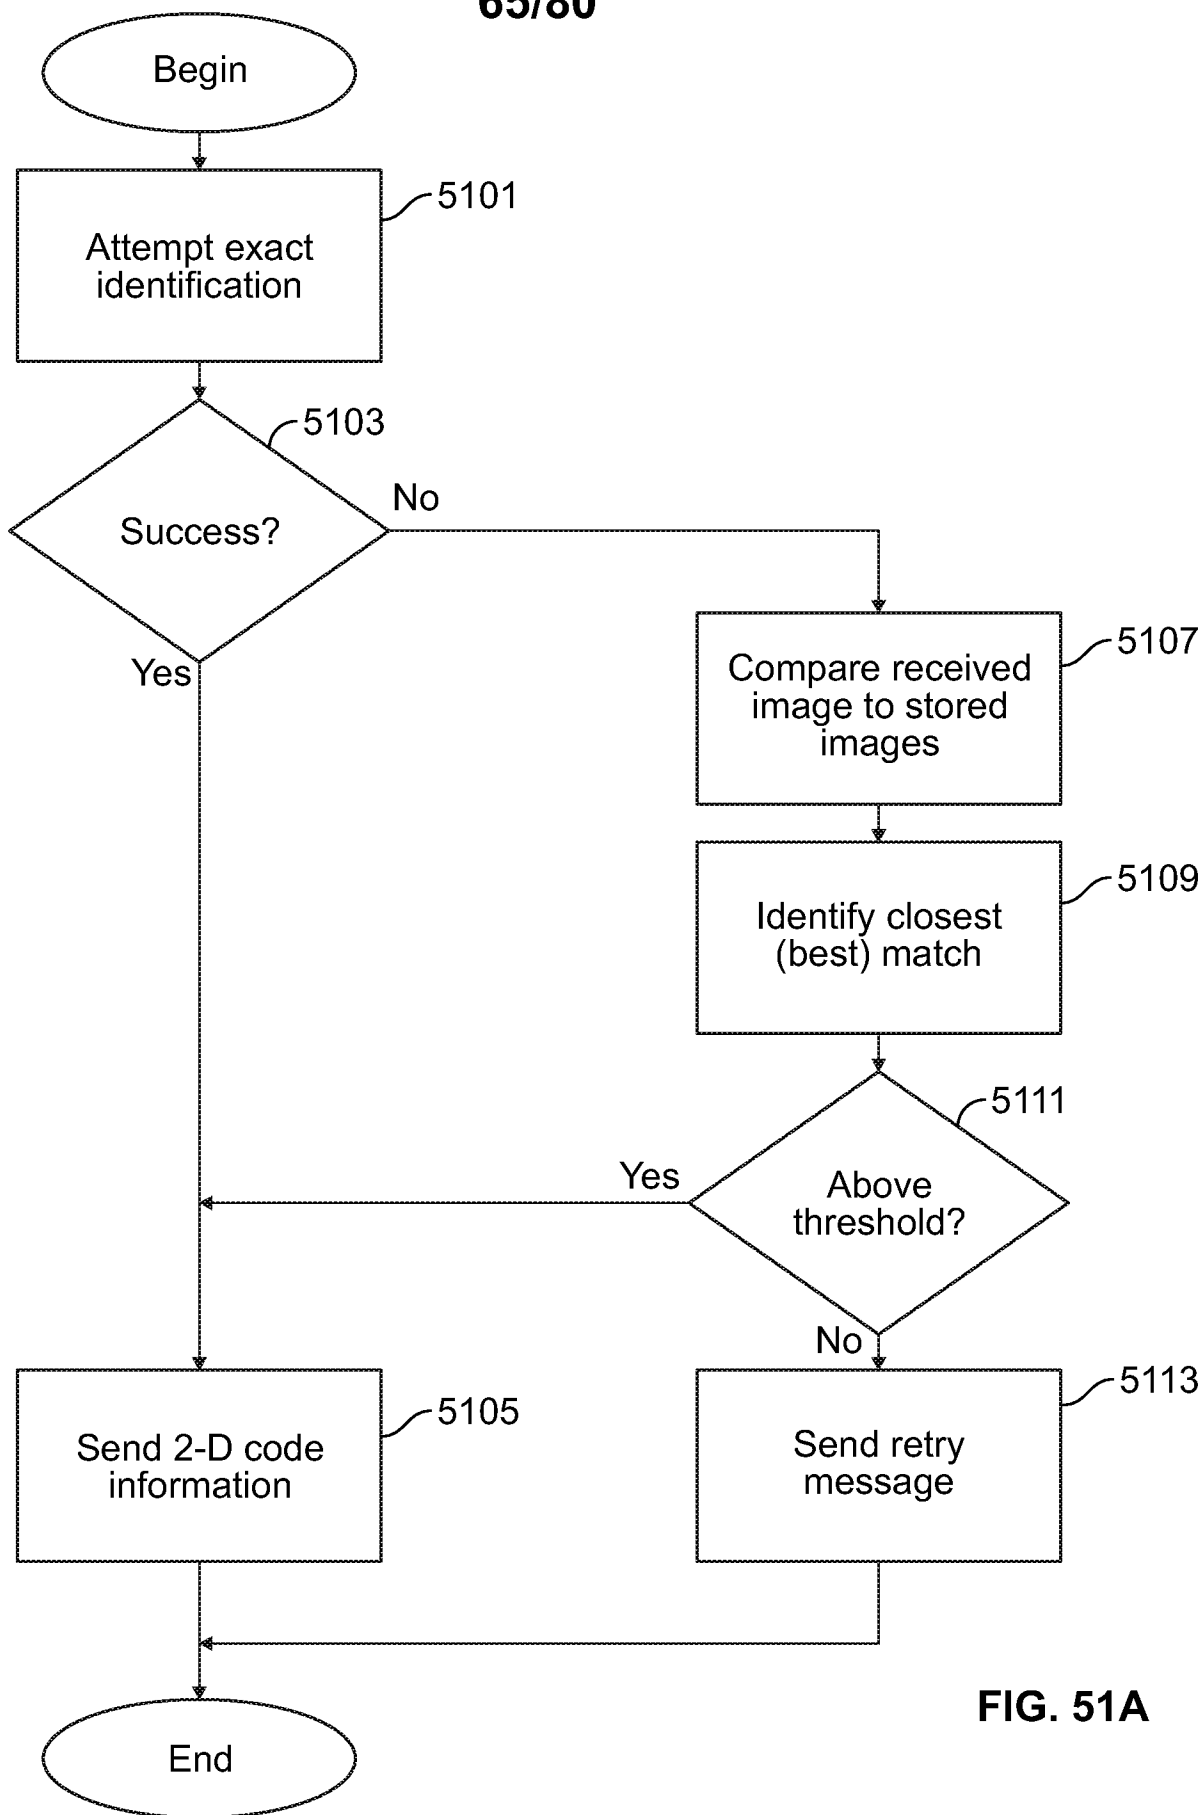 65/80
Begin
5101
Attempt exact
identification
5103
Success?
No
Yes
5107
Compare received
image to stored
images
5109
Identify closest
(best) match
5111
Above
threshold?
Yes
No
5105
Send 2-D code
information
5113
Send retry
message
End
FIG. 51A